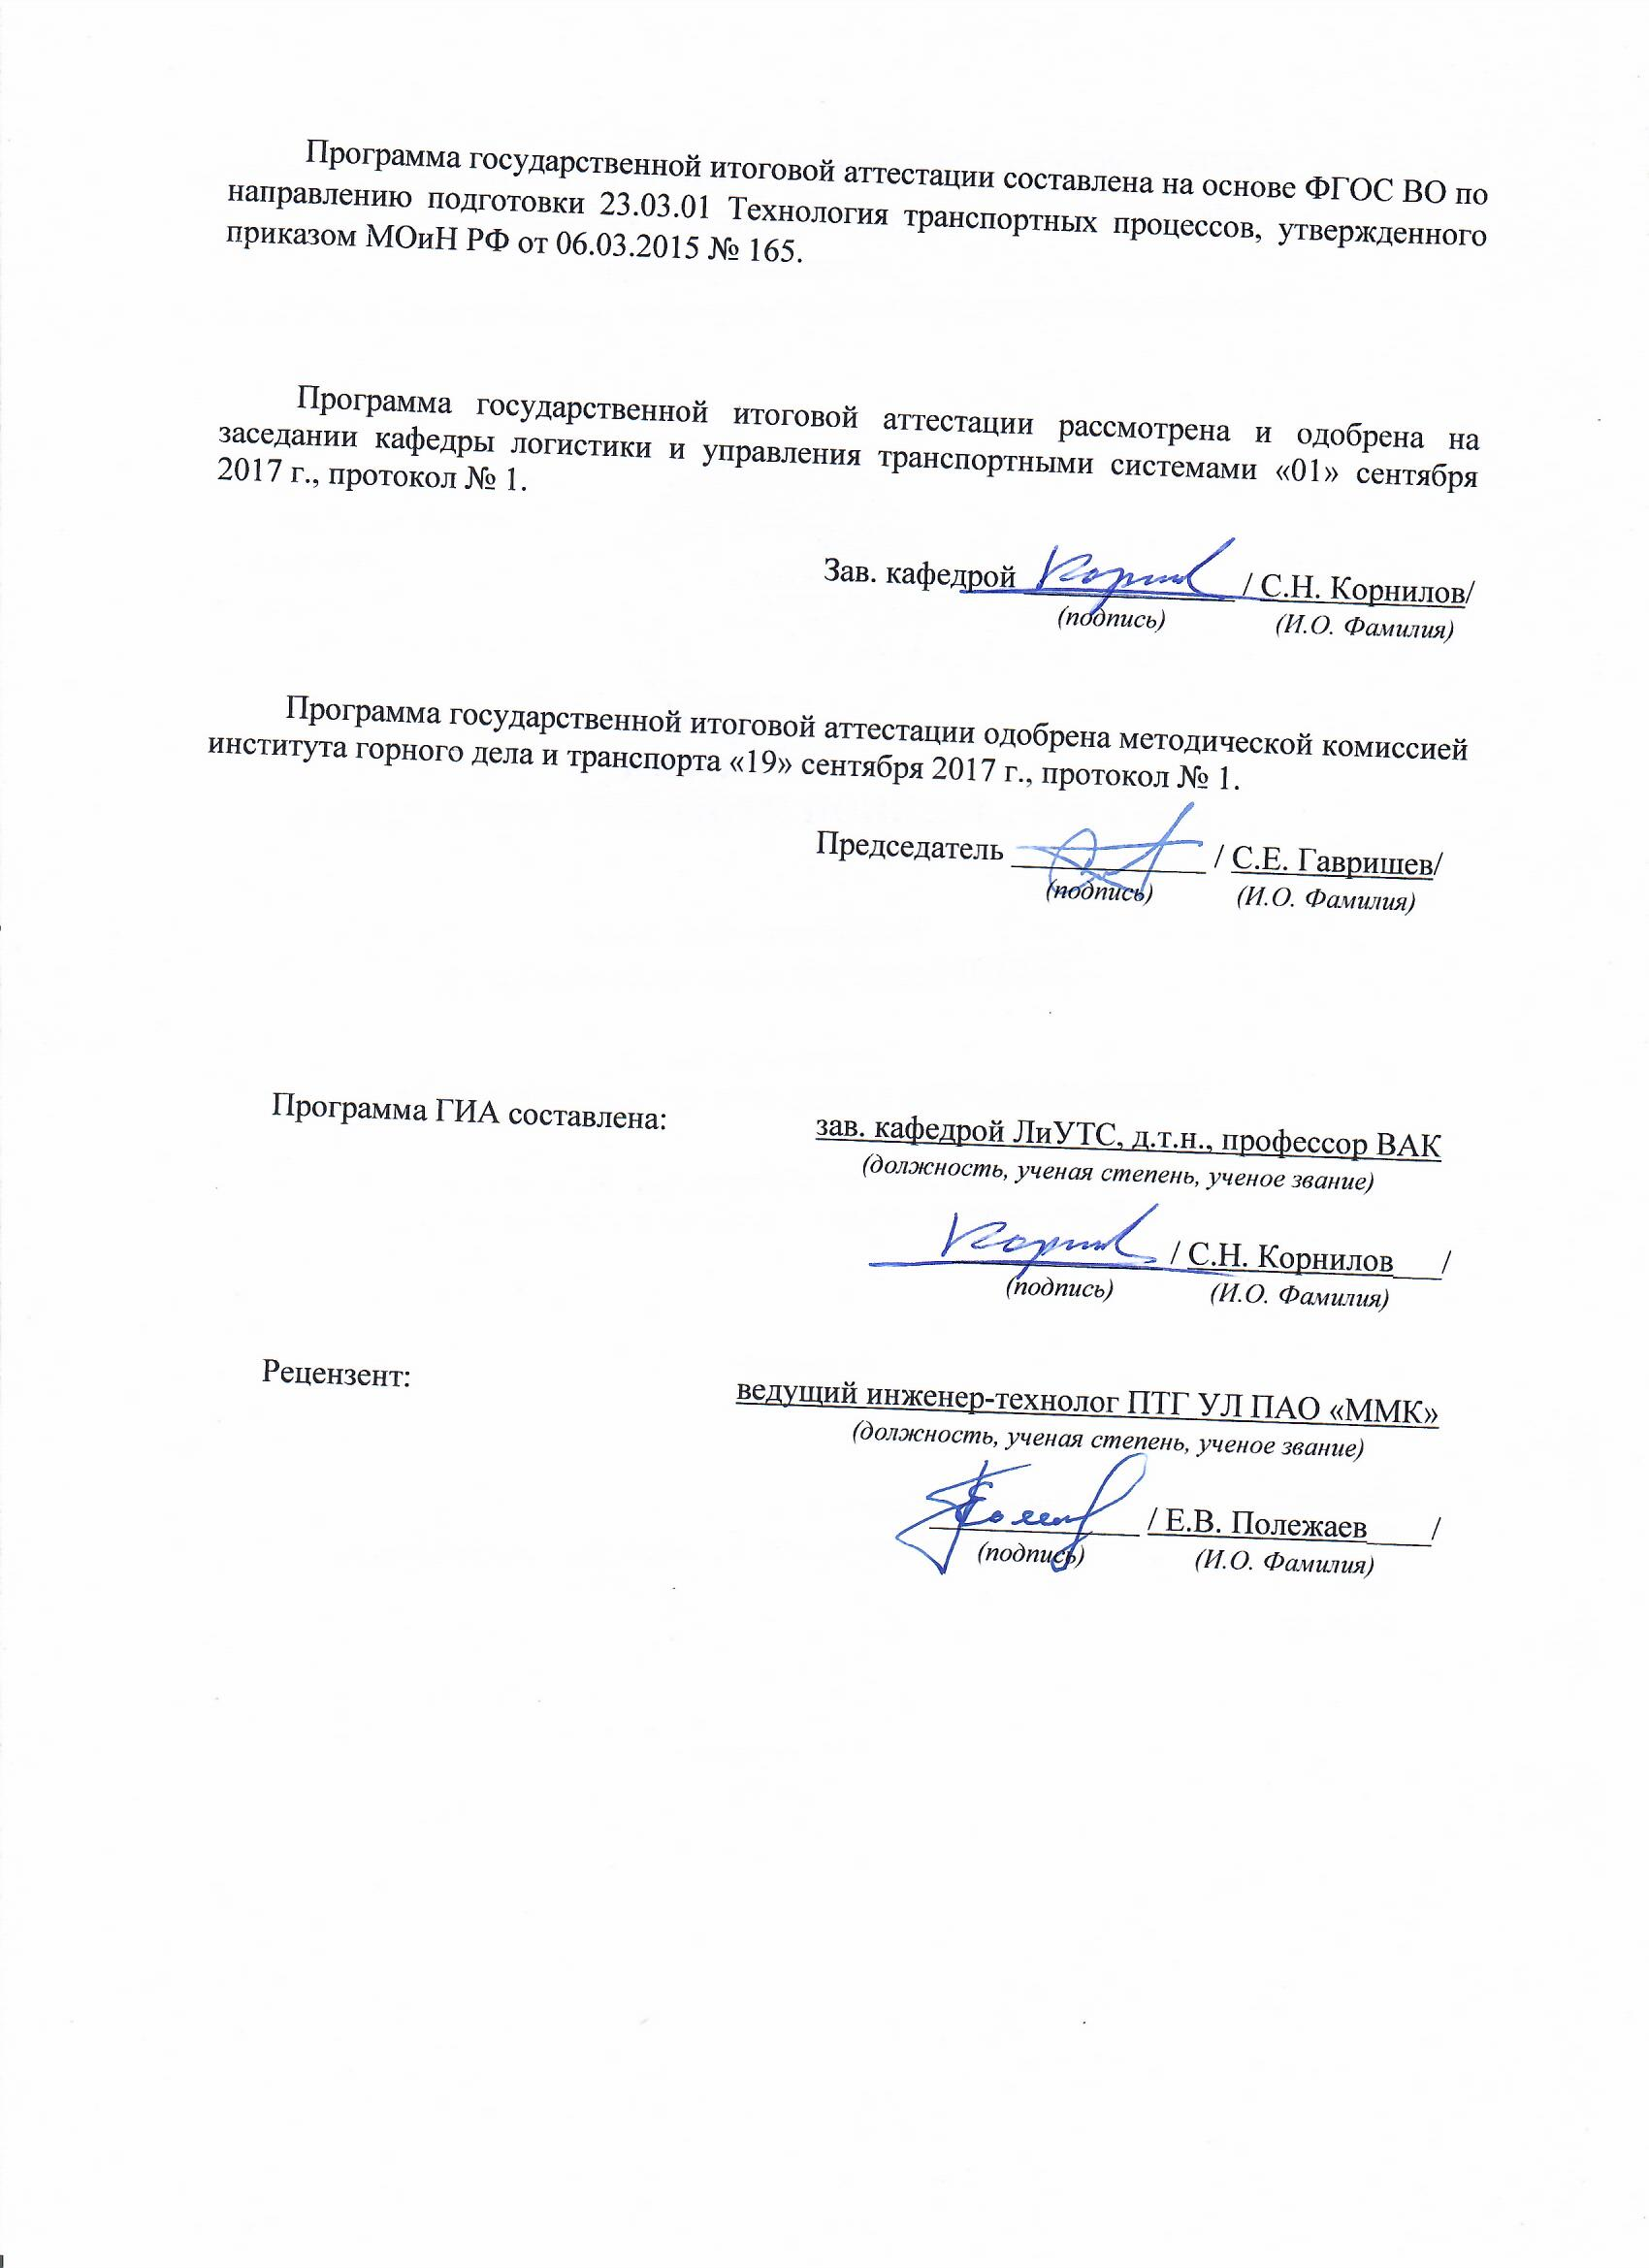 Программа государственной итоговой аттестации составлена на основе ФГОС ВО по
направлению подготовки 23.03.01 Технология транспортных процессов, утвержденного
приказом МОиН РФ от 06.03.2015 № 165.
Программа государственной итоговой аттестации рассмотрена и одобрена на
заседании кафедры логистики и управления транспортными системами «01» сентября
2017 г., протокол № 1.
Зав. кафедрой / С.Н. Корнилов/
(подпись) (И.О. Фамилия)
Программа государственной итоговой аттестации одобрена методической комиссией
института горного дела и транспорта «19» сентября 2017 г., протокол № 1.
Председатель / С.Е. Гавришев/
(подпись) (И.О. Фамилия)
Программа ГИА составлена: зав. кафедрой ЛиУТС, д.т.н., профессор ВАК
(должность, ученая степень, ученое звание)
/ С.Н. Корнилов /
(подпись) (И.О. Фамилия)
Рецензент: ведущий инженер-технолог ПТГ УЛ ПАО «ММК»
(должность, ученая степень, ученое звание)
/ Е.В. Полежаев /
(подпись) (И.О. Фамилия)